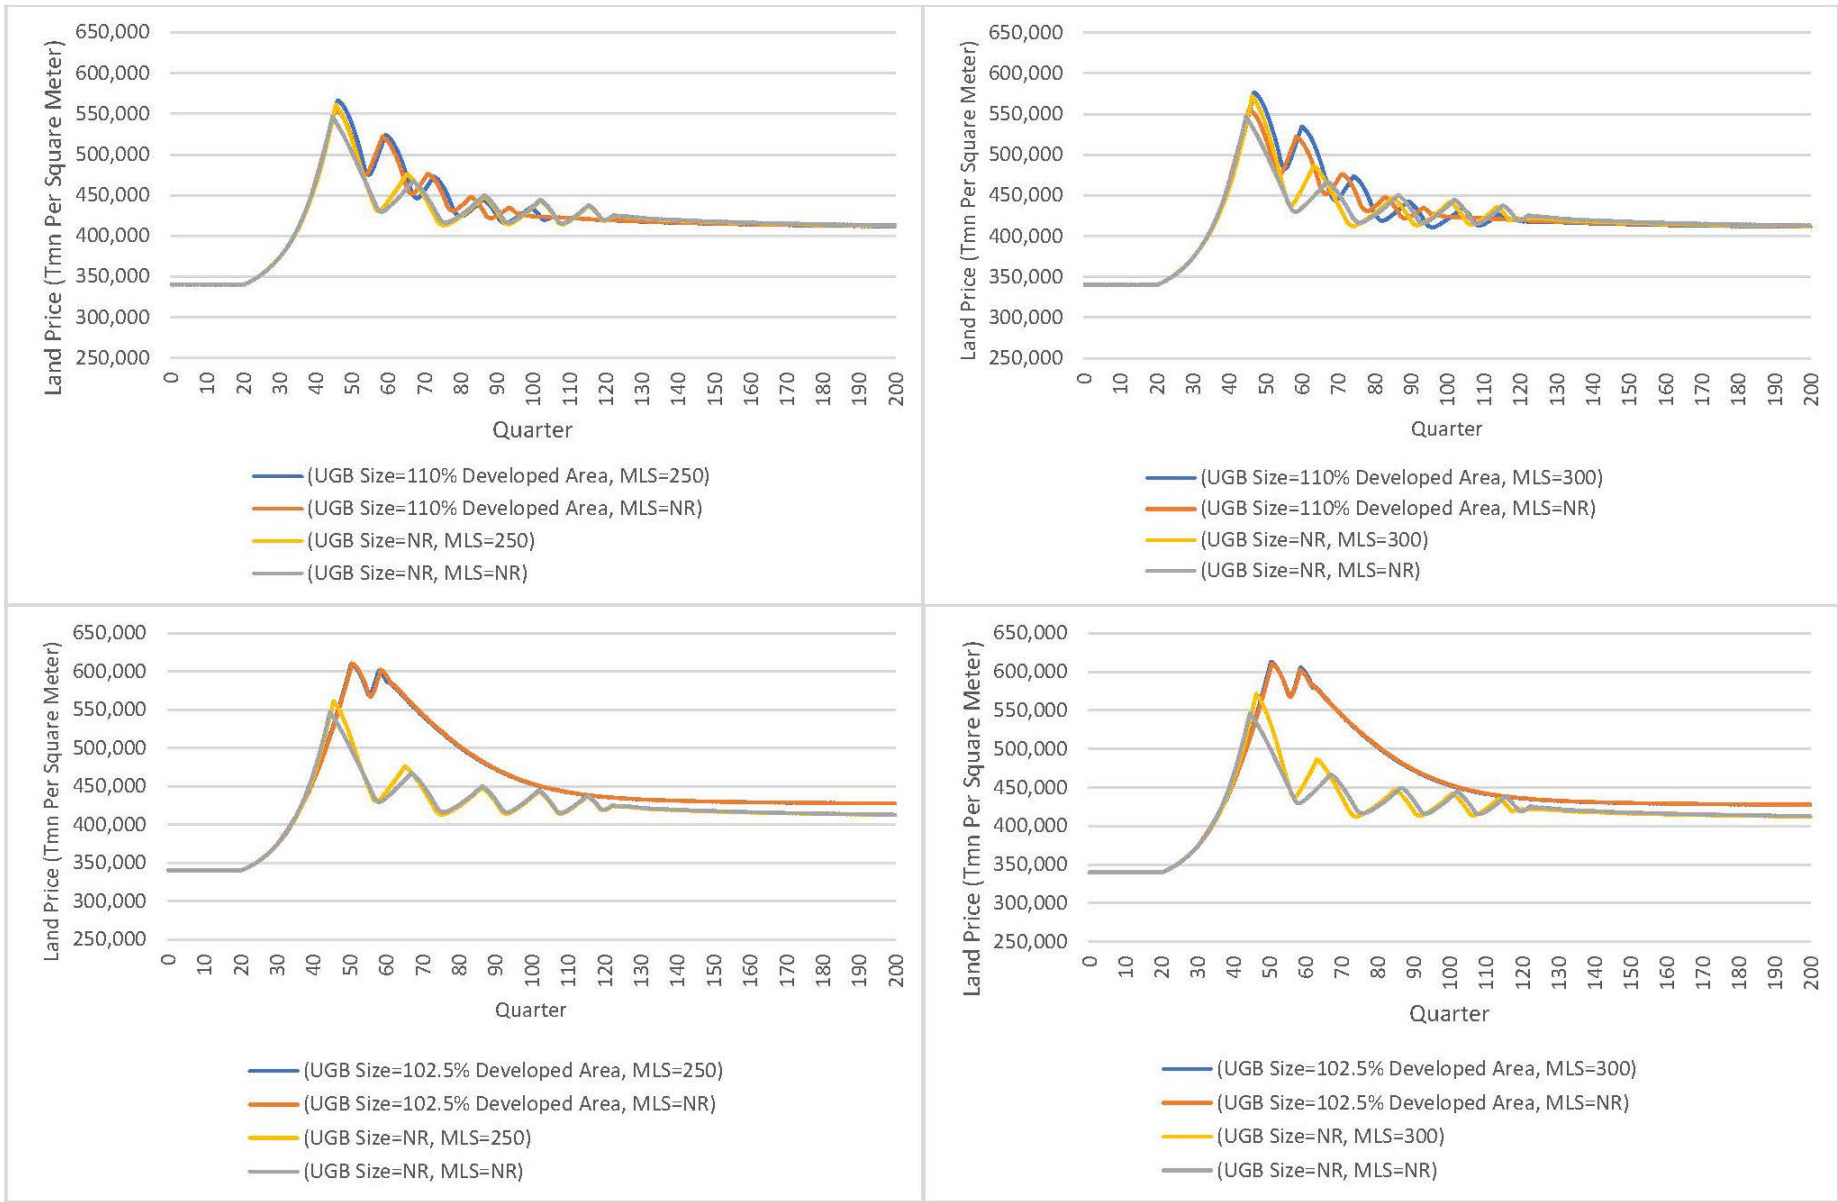 Land Price (Tmn Per Square Meter)
650,000
600,000
550,000
500,000
450,000
400,000
350,000
300,000
250,000
0 10 20 30 40 50 60 70 80 90 100 110 120 130 140 150 160 170 180 190 200
Quarter
(UGB Size=110% Developed Area, MLS=250)
(UGB Size=110% Developed Area, MLS=NR)
(UGB Size=NR, MLS=250)
(UGB Size=NR, MLS=NR)
Land Price (Tmn Per Square Meter)
650,000
600,000
550,000
500,000
450,000
400,000
350,000
300,000
250,000
0 10 20 30 40 50 60 70 80 90 100 110 120 130 140 150 160 170 180 190 200
Quarter
(UGB Size=110% Developed Area, MLS=300)
(UGB Size=110% Developed Area, MLS=NR)
(UGB Size=NR, MLS=300)
(UGB Size=NR, MLS=NR)
Land Price (Tmn Per Square Meter)
650,000
600,000
550,000
500,000
450,000
400,000
350,000
300,000
250,000
0 10 20 30 40 50 60 70 80 90 100 110 120 130 140 150 160 170 180 190 200
Quarter
(UGB Size=102.5% Developed Area, MLS=250)
(UGB Size=102.5% Developed Area, MLS=NR)
(UGB Size=NR, MLS=250)
(UGB Size=NR, MLS=NR)
Land Price (Tmn Per Square Meter)
650,000
600,000
550,000
500,000
450,000
400,000
350,000
300,000
250,000
0 10 20 30 40 50 60 70 80 90 100 110 120 130 140 150 160 170 180 190 200
Quarter
(UGB Size=102.5% Developed Area, MLS=300)
(UGB Size=102.5% Developed Area, MLS=NR)
(UGB Size=NR, MLS=300)
(UGB Size=NR, MLS=NR)